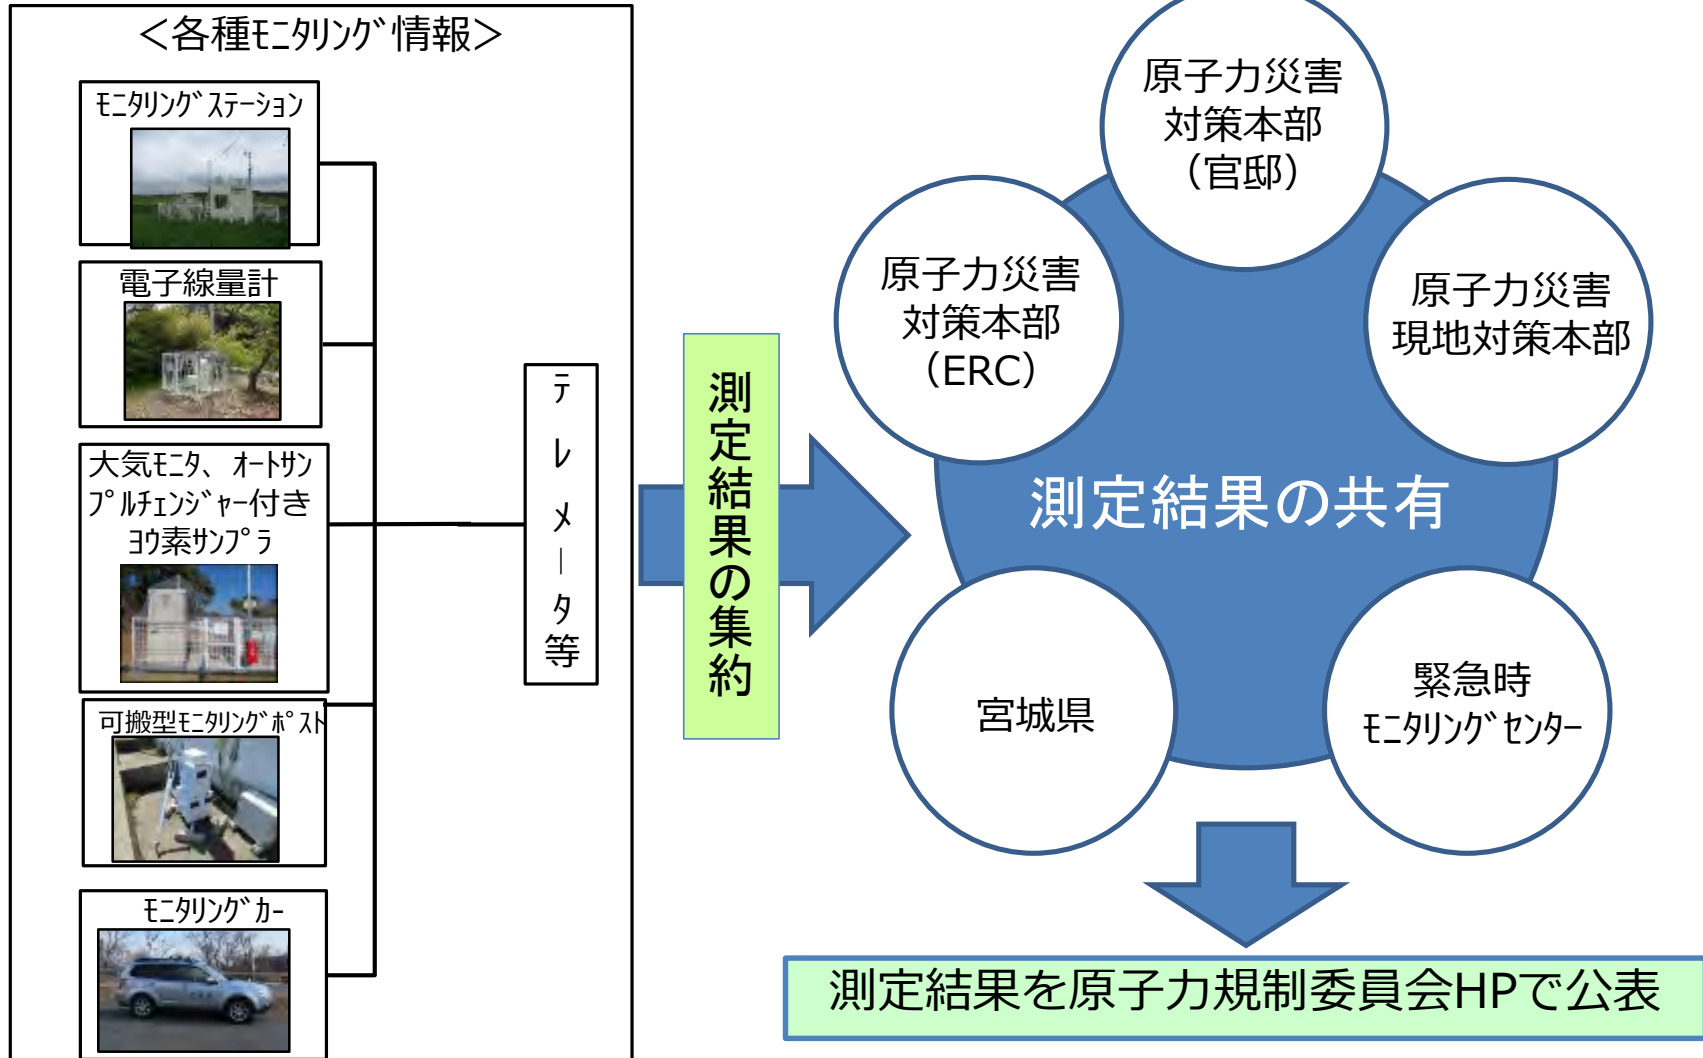 ＜各種ﾓﾆﾀﾘﾝｸﾞ情報＞
ﾓﾆﾀﾘﾝｸﾞｽﾃｰｼｮﾝ
電子線量計
大気ﾓﾆﾀ、ｵｰﾄｻﾝ
ﾌﾟﾙﾁｪﾝｼﾞｬｰ付き
ﾖｳ素ｻﾝﾌﾟﾗ
可搬型ﾓﾆﾀﾘﾝｸﾞﾎﾟｽﾄ
ﾓﾆﾀﾘﾝｸﾞｶｰ
ﾃﾚﾒｰﾀ等
測定結果の集約
原子力災害
対策本部
（官邸）
原子力災害
対策本部
（ERC）
原子力災害
現地対策本部
測定結果の共有
宮城県
緊急時
ﾓﾆﾀﾘﾝｸﾞｾﾝﾀｰ
測定結果を原子力規制委員会HPで公表